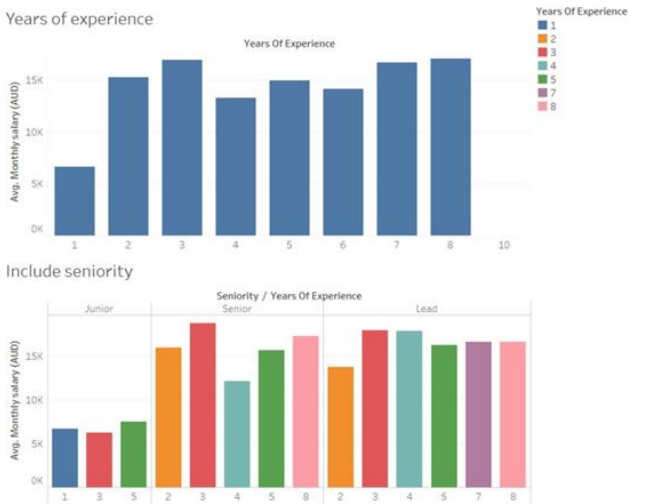 Years of experience
Years Of Experience
Avg. Monthly salary (AUD)
15K
10K
5K
0K
1 2 3 4 5 6 7 8 10
Years Of Experience
1
2
3
4
5
7
8
Include seniority
Seniority / Years Of Experience
Junior Senior Lead
Avg. Monthly salary (AUD)
15K
10K
5K
0K
1 3 5 2 3 4 5 8 2 3 4 5 7 8